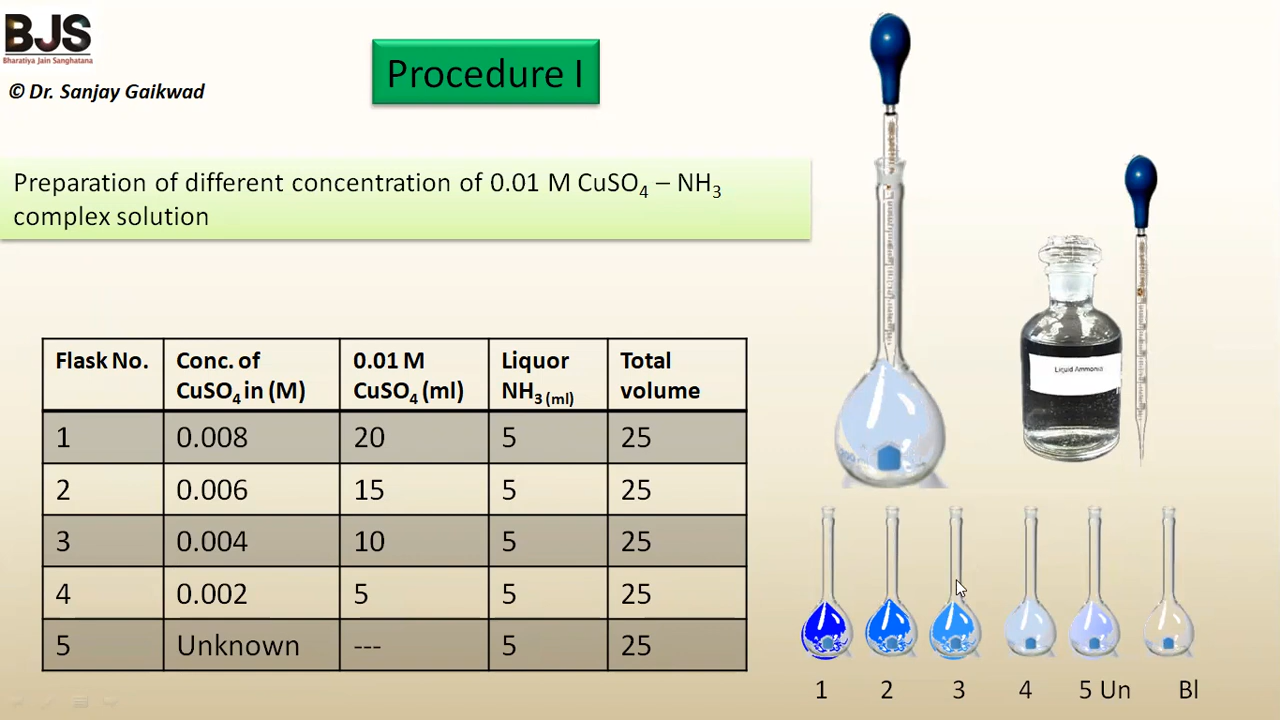 BJS
Bharatiya Jain Sanghatana
© Dr. Sanjay Gaikwad
Procedure I
Preparation of different concentration of 0.01 M CuSO4 – NH3
complex solution
Flask No. Conc. of CuSO4 in (M) 0.01 M CuSO4 (ml) Liquor NH3 (ml) Total volume
1 0.008 20 5 25
2 0.006 15 5 25
3 0.004 10 5 25
4 0.002 5 5 25
5 Unknown --- 5 25
Liquid Ammonia
1 2 3 4 5 Un Bl